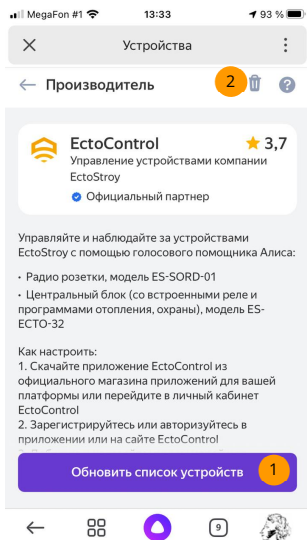 MegaFon #1 13:33 93 %
Устройства
Производитель 2 ?
EctoControl 3,7
Управление устройствами компании
EctoStroy
Официальный партнер
Управляйте и наблюдайте за устройствами
EctoStroy с помощью голосового помощника Алиса:
• Радио розетки, модель ES-SORD-01
• Центральный блок (со встроенными реле и
программами отопления, охраны), модель ES-
ECTO-32
Как настроить:
1. Скачайте приложение EctoControl из
официального магазина приложений для вашей
платформы или перейдите в личный кабинет
EctoControl
2. Зарегистрируйтесь или авторизуйтесь в
приложении или на сайте EctoControl
Обновить список устройств 1
9